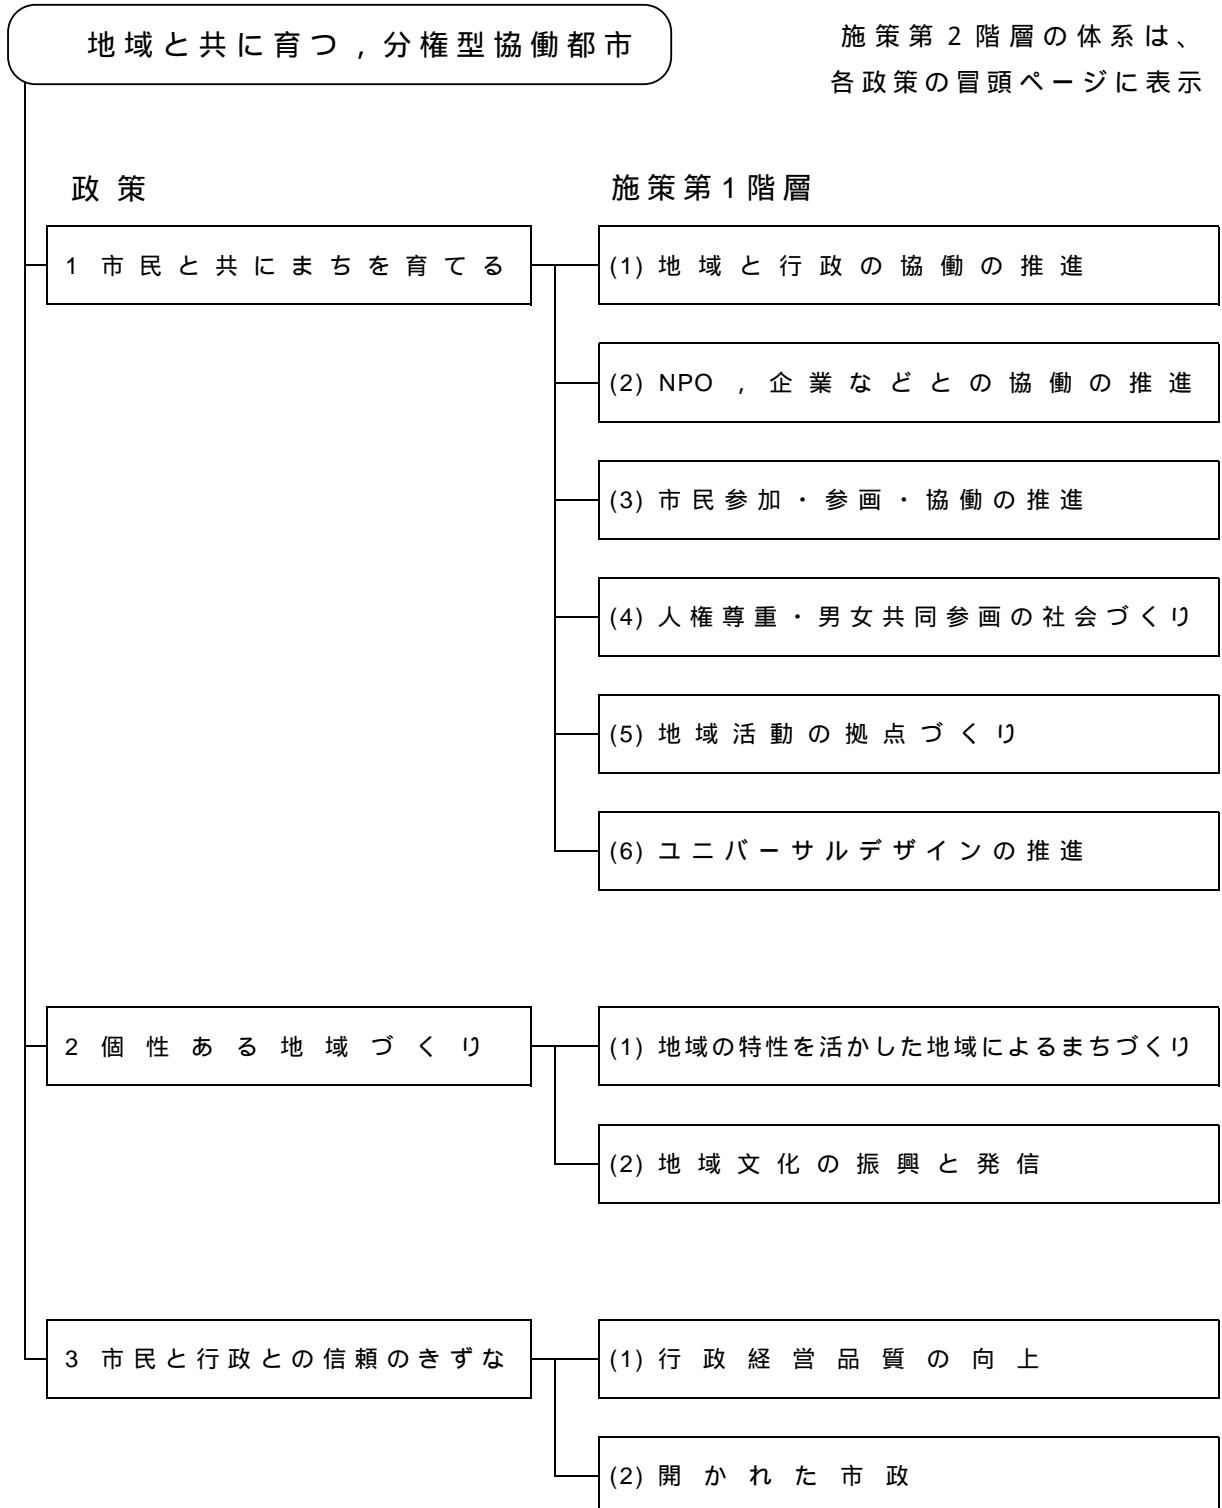 地域と共に育つ，分権型協働都市
施策第2階層の体系は、
各政策の冒頭ページに表示
政策
施策第1階層
1 市民と共にまちを育てる
(1) 地域と行政の協働の推進
(2) NPO，企業などとの協働の推進
(3) 市民参加・参画・協働の推進
(4) 人権尊重・男女共同参画の社会づくり
(5) 地域活動の拠点づくり
(6) ユニバーサルデザインの推進
2 個性ある地域づくり
(1) 地域の特性を活かした地域によるまちづくり
(2) 地域文化の振興と発信
3 市民と行政との信頼のきずな
(1) 行政経営品質の向上
(2) 開かれた市政